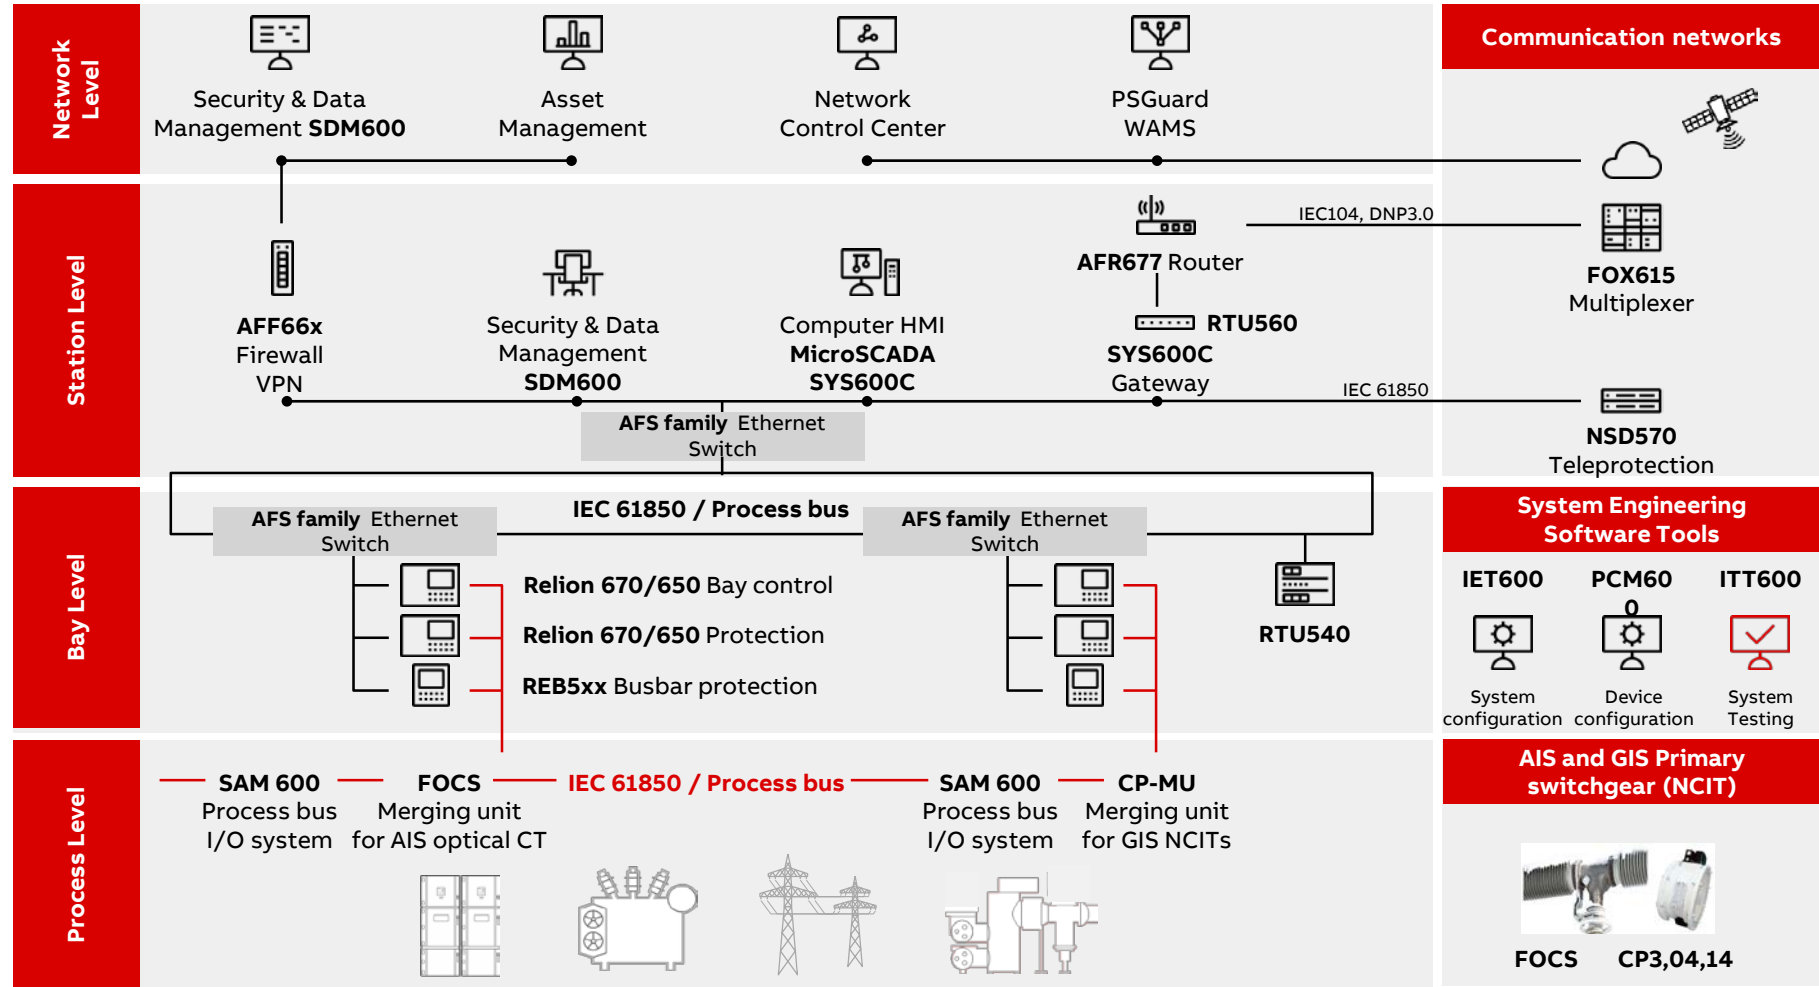 Network
Level
Security & Data
Management SDM600
Asset
Management
Network
Control Center
PSGuard
WAMS
Communication networks
Station Level
AFF66x
Firewall
VPN
Security & Data
Management
SDM600
Computer HMI
MicroSCADA
SYS600C
AFR677 Router
RTU560
SYS600C
Gateway
IEC104, DNP3.0
IEC 61850
FOX615
Multiplexer
NSD570
Teleprotection
AFS family Ethernet
Switch
Bay Level
IEC 61850 / Process bus
AFS family Ethernet
Switch
AFS family Ethernet
Switch
Relion 670/650 Bay control
Relion 670/650 Protection
REB5xx Busbar protection
RTU540
System Engineering
Software Tools
IET600
PCM60
0
ITT600
System
configuration
Device
configuration
System
Testing
Process Level
SAM 600
Process bus
I/O system
FOCS
Merging unit
for AIS optical CT
IEC 61850 / Process bus
SAM 600
Process bus
I/O system
CP-MU
Merging unit
for GIS NCITs
AIS and GIS Primary
switchgear (NCIT)
FOCS
CP3,04,14